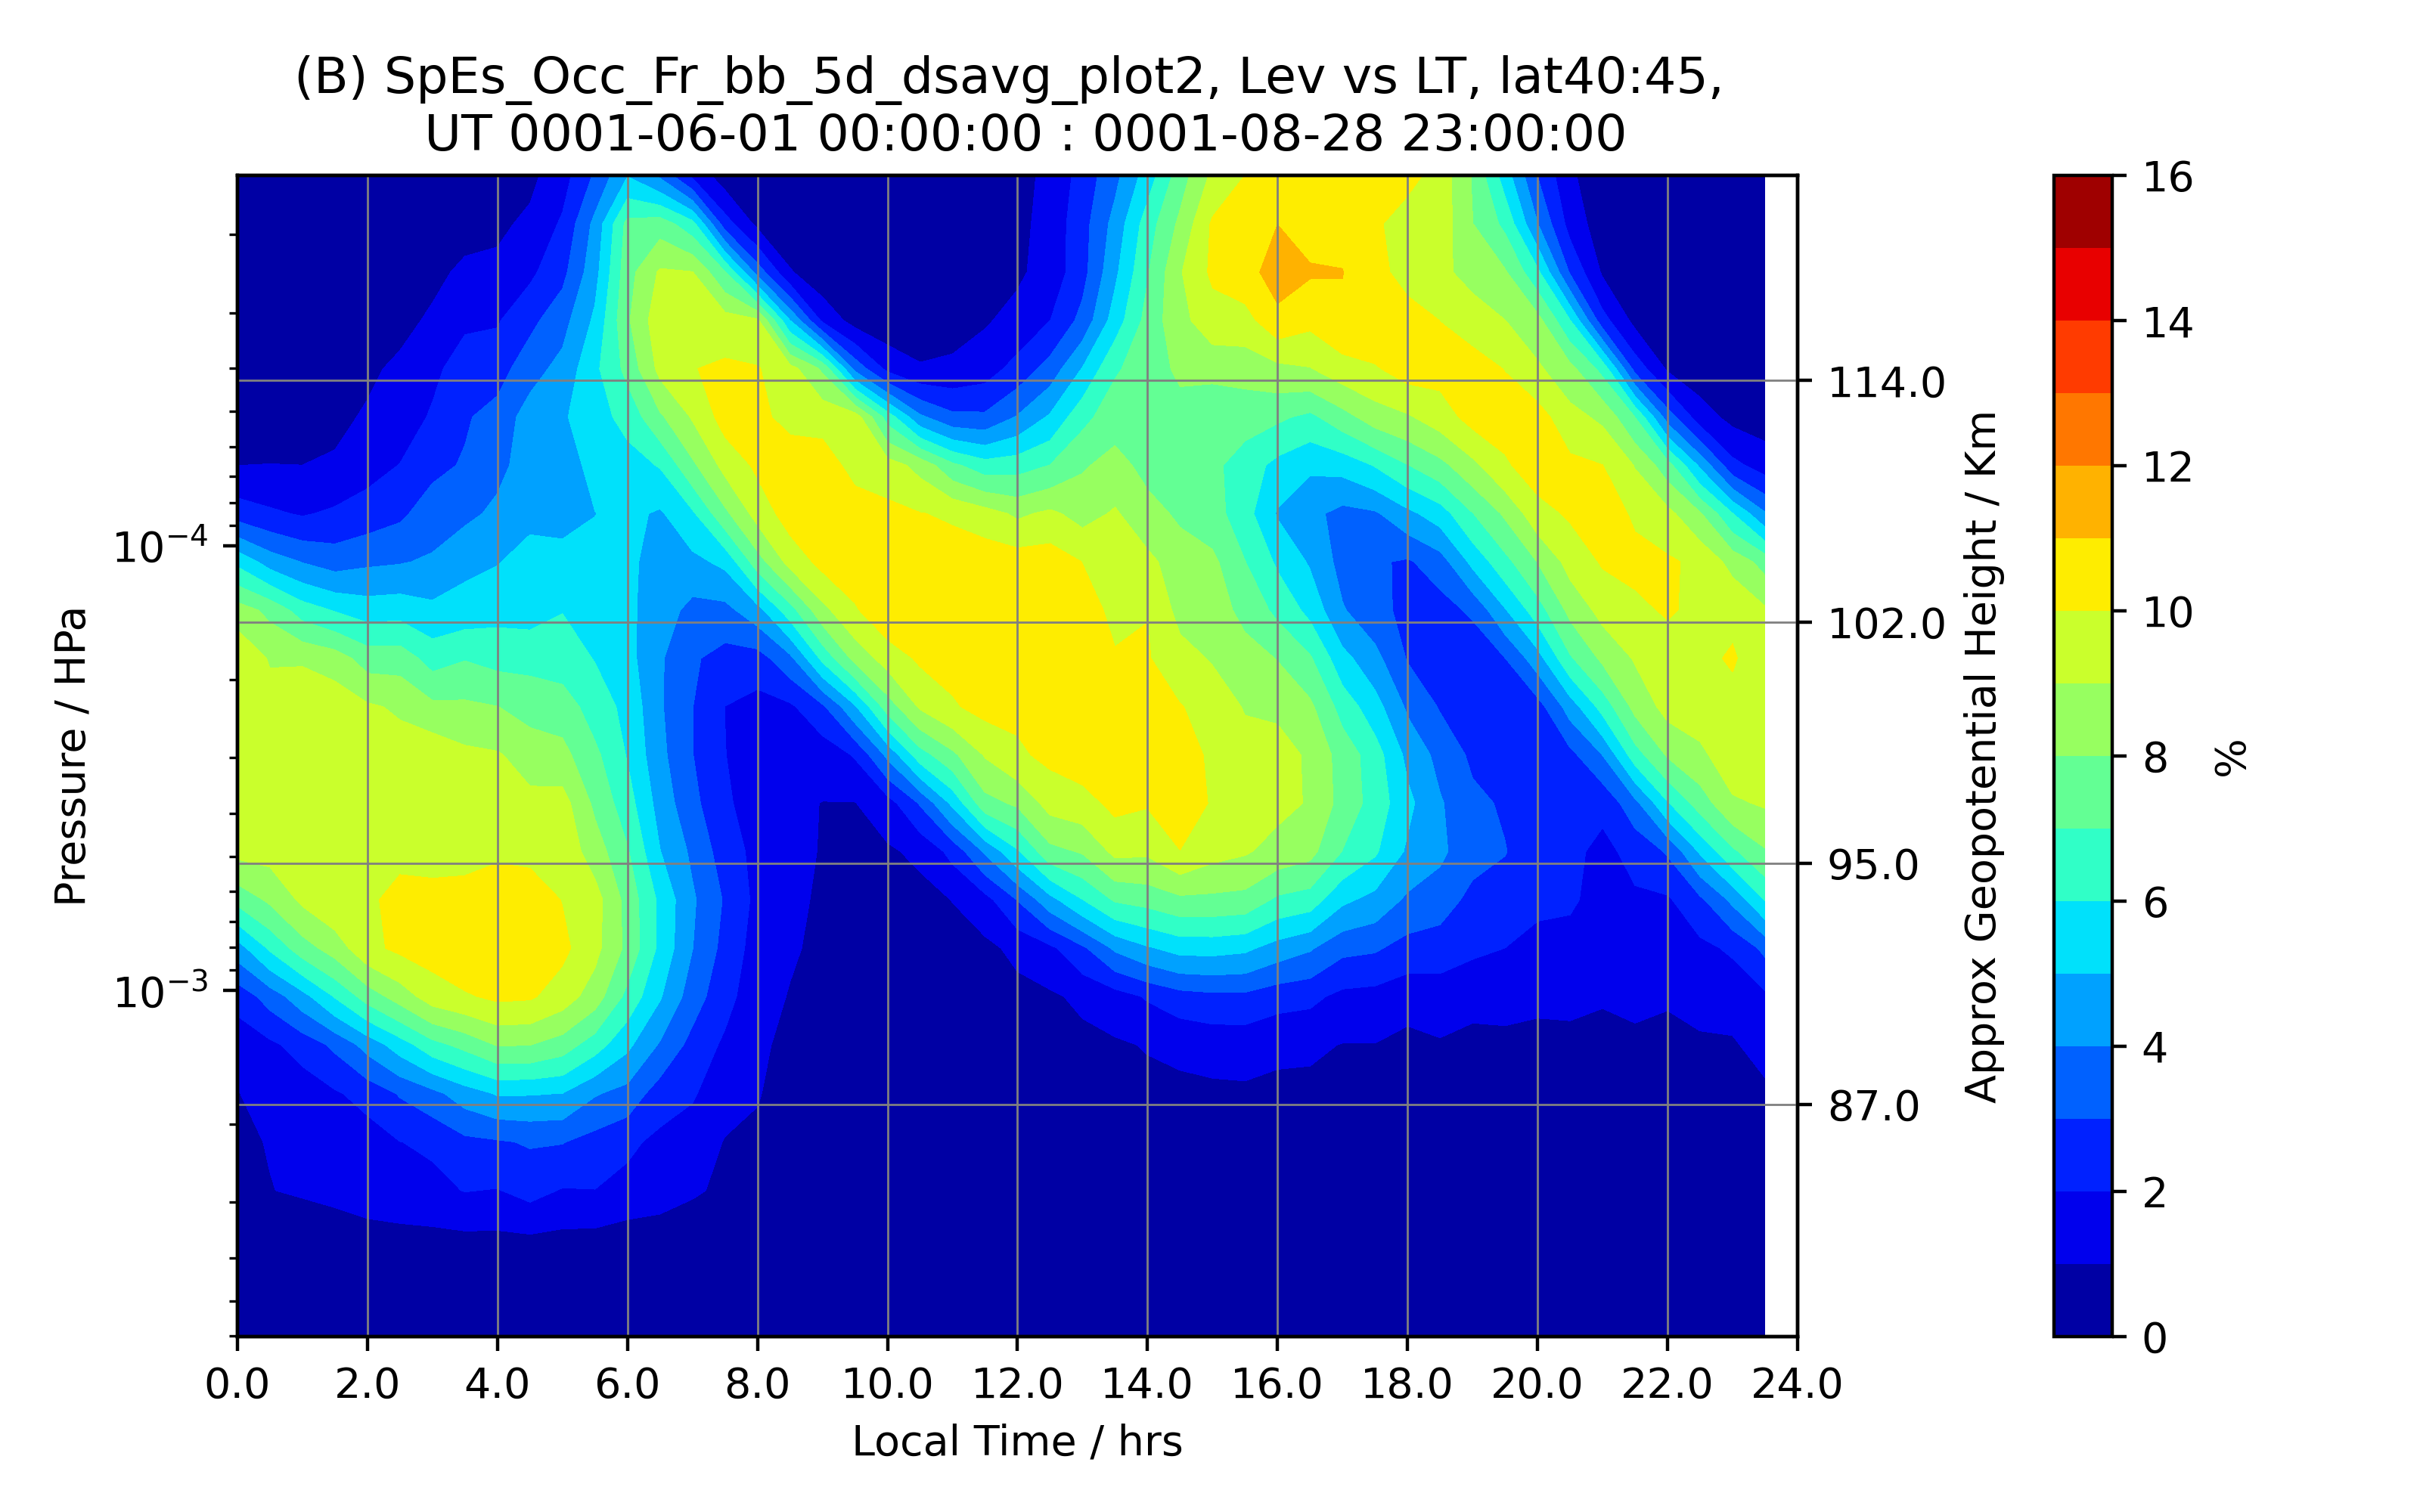 (B) SpEs_Occ_Fr_bb_5d_dsavg_plot2, Lev vs LT, lat40:45,
UT 0001-06-01 00:00:00 : 0001-08-28 23:00:00
Pressure / HPa
10⁻⁴
10⁻³
0.0 2.0 4.0 6.0 8.0 10.0 12.0 14.0 16.0 18.0 20.0 22.0 24.0
Local Time / hrs
114.0
102.0
95.0
87.0
Approx Geopotential Height / Km
16
14
12
10
8
6
4
2
0
%